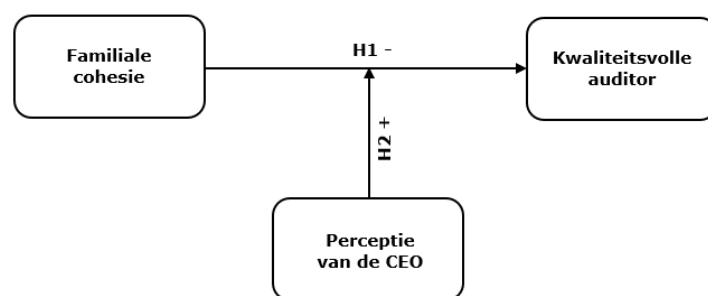 Familiale
cohesie
H1 -
Kwaliteitsvolle
auditor
H2 +
Perceptie
van de CEO